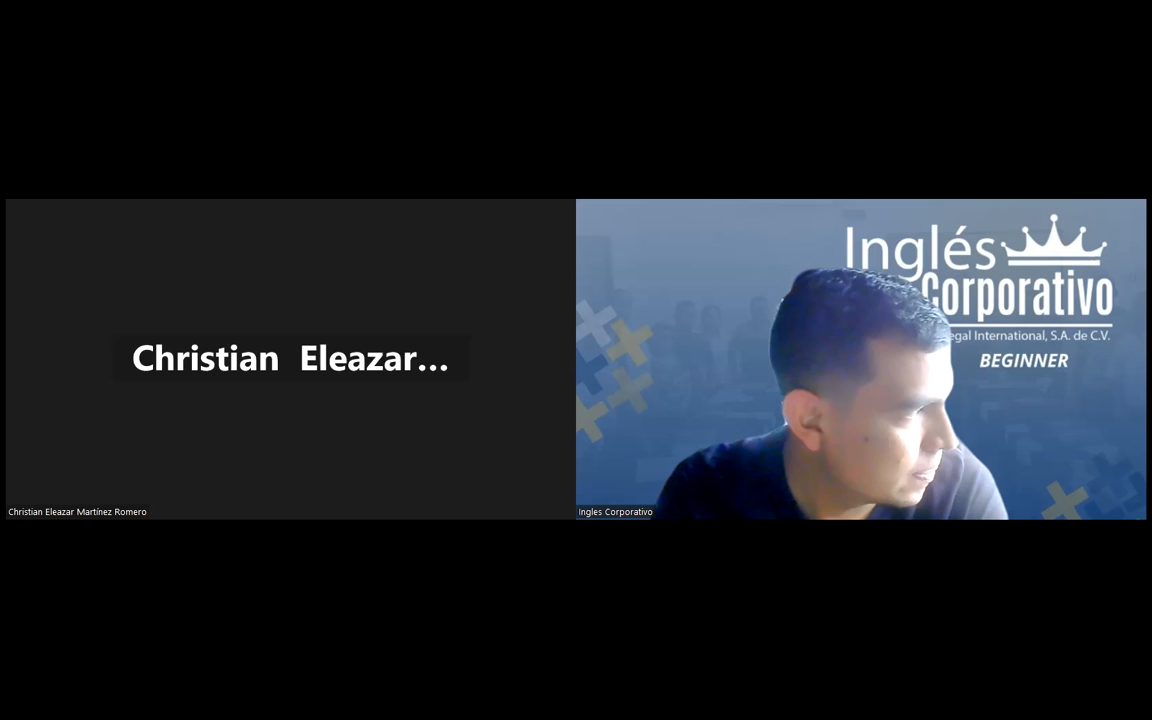 Christian Eleazar...
Christian Eleazar Martínez Romero
Inglés
Corporativo
egal International, S.A. de C.V.
BEGINNER
Ingles Corporativo